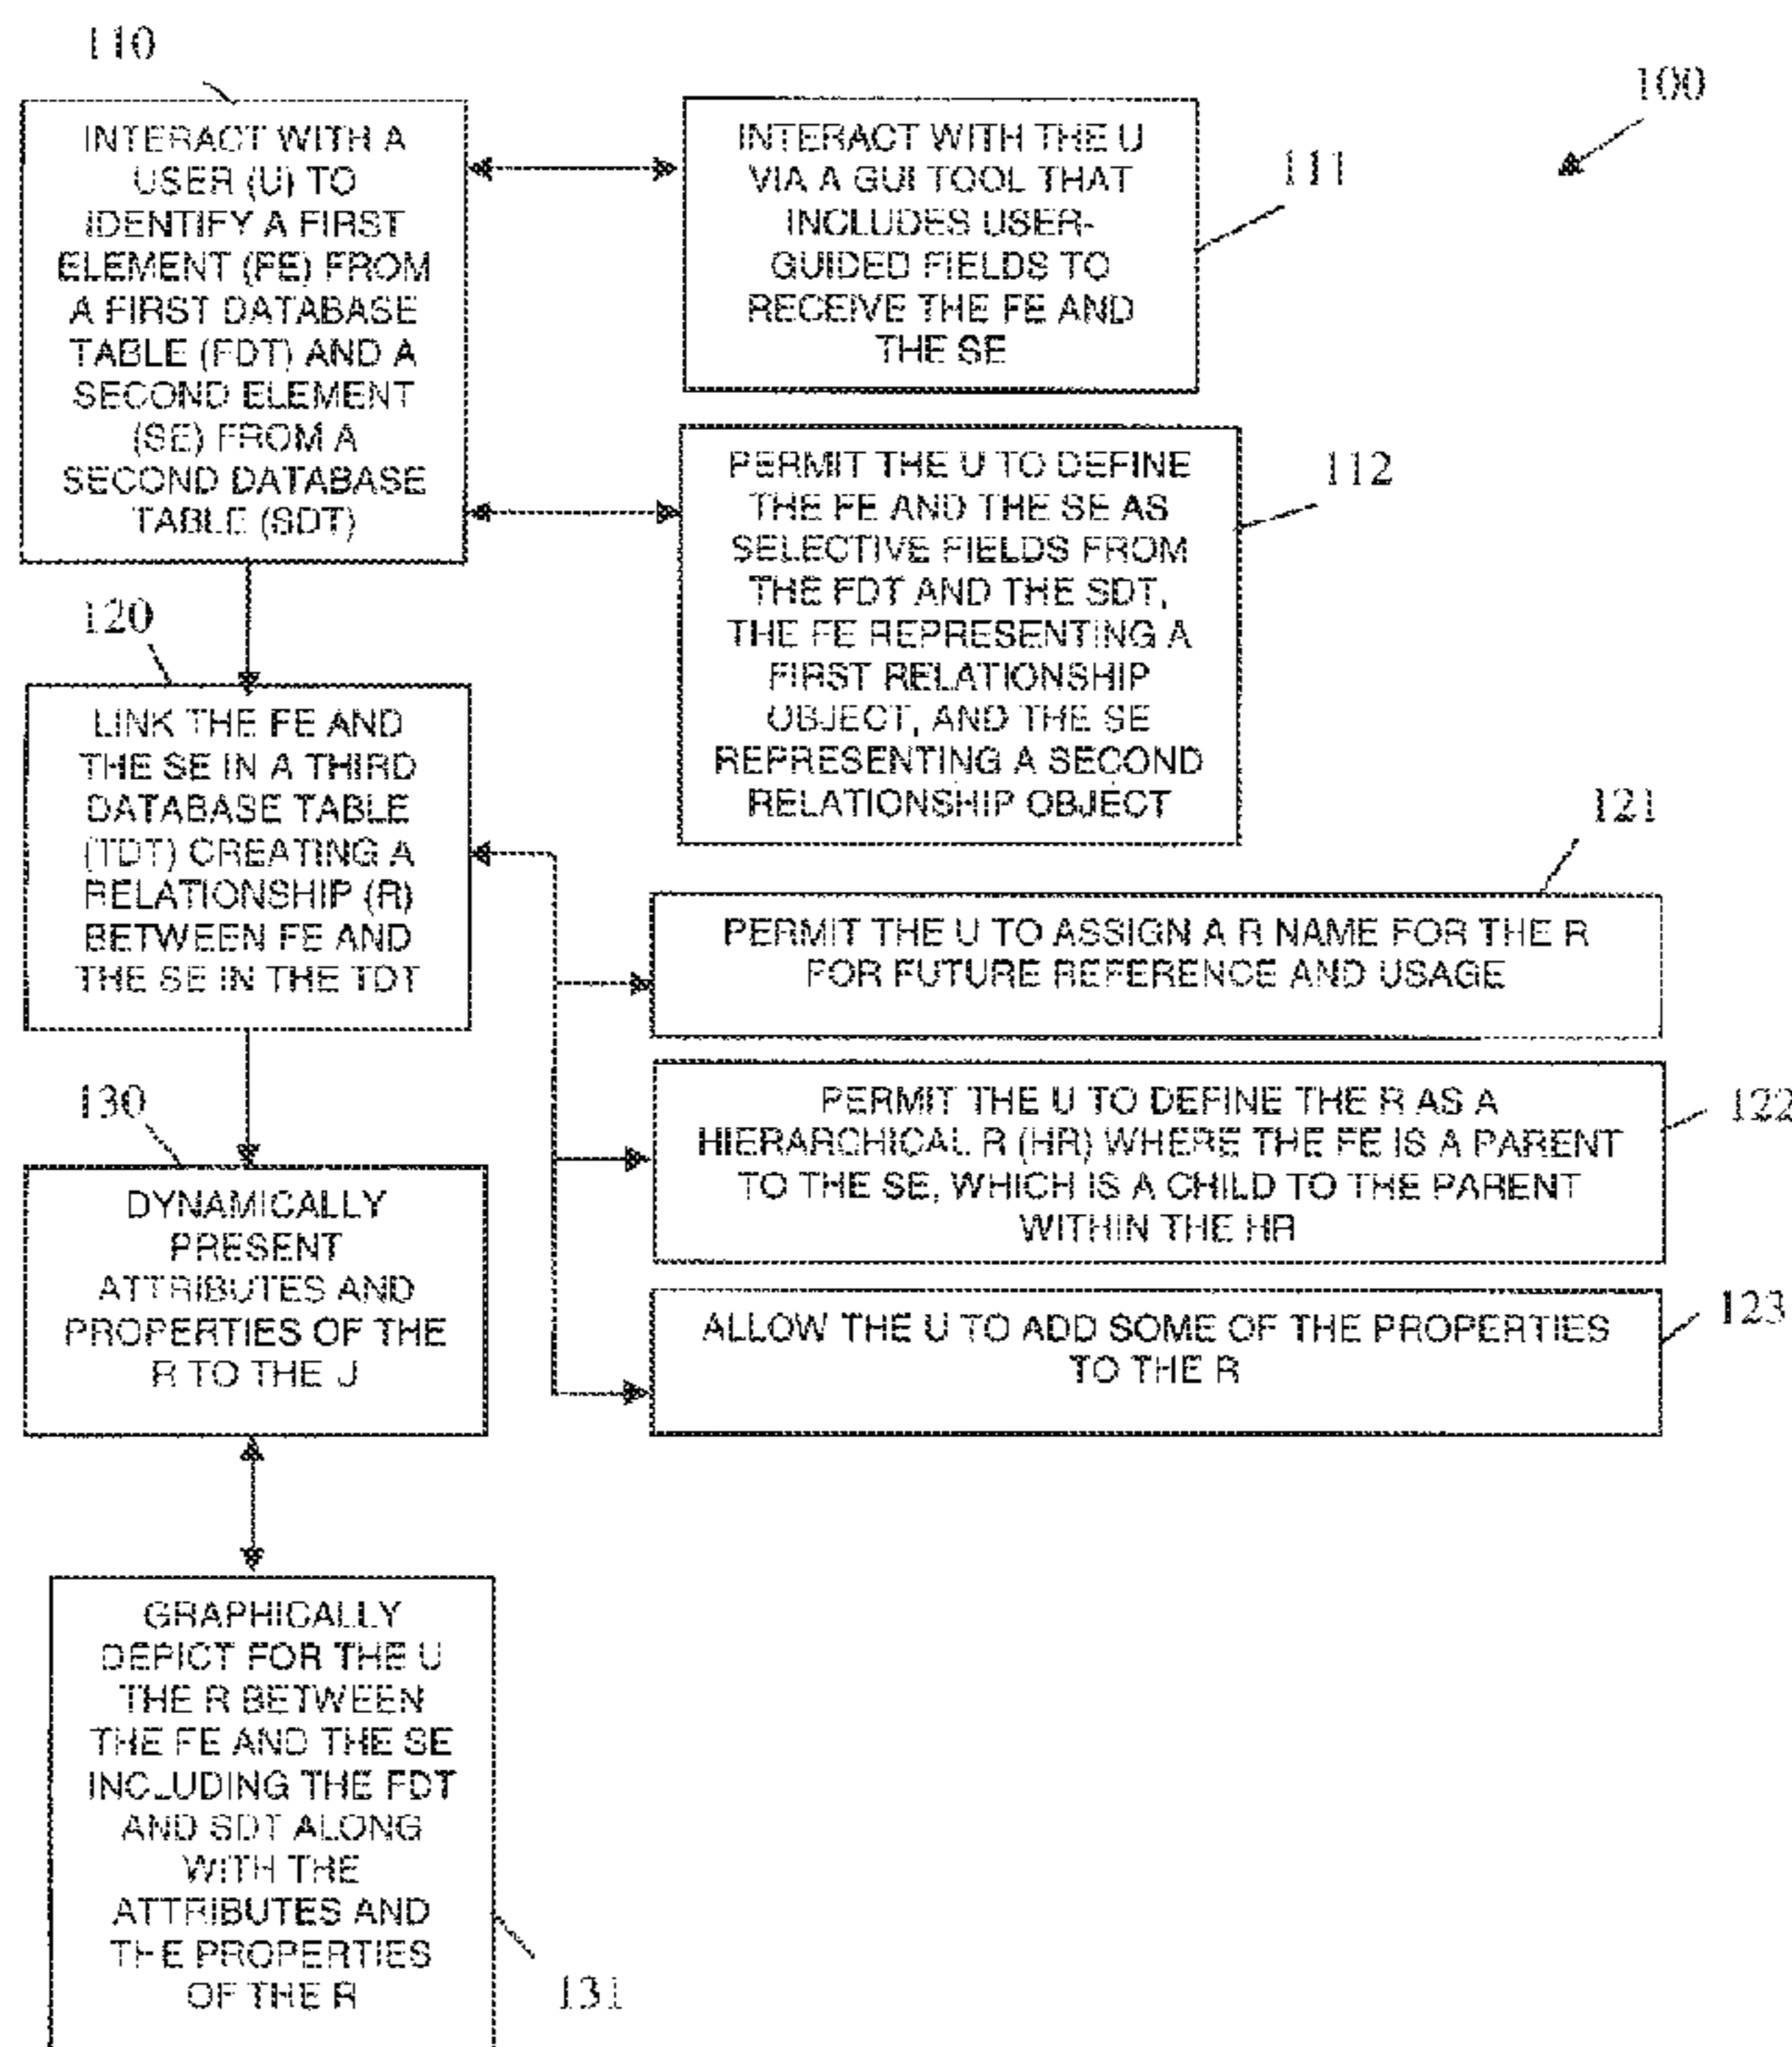 110
INTERACT WITH A
USER (U) TO
IDENTIFY A FIRST
ELEMENT (FE) FROM
A FIRST DATABASE
TABLE (FDT) AND A
SECOND ELEMENT
(SE) FROM A
SECOND DATABASE
TABLE (SDT)
100
INTERACT WITH THE U
VIA A GUI TOOL THAT
INCLUDES USER-
GUIDED FIELDS TO
RECEIVE THE FE AND
THE SE
111
PERMIT THE U TO DEFINE
THE FE AND THE SE AS
SELECTIVE FIELDS FROM
THE FDT AND THE SDT,
THE FE REPRESENTING A
FIRST RELATIONSHIP
OBJECT, AND THE SE
REPRESENTING A SECOND
RELATIONSHIP OBJECT
112
120
LINK THE FE AND
THE SE IN A THIRD
DATABASE TABLE
(TDT) CREATING A
RELATIONSHIP (R)
BETWEEN FE AND
THE SE IN THE TDT
121
PERMIT THE U TO ASSIGN A R NAME FOR THE R
FOR FUTURE REFERENCE AND USAGE
PERMIT THE U TO DEFINE THE R AS A
HIERARCHICAL R (HR) WHERE THE FE IS A PARENT
TO THE SE, WHICH IS A CHILD TO THE PARENT
WITHIN THE HR
122
ALLOW THE U TO ADD SOME OF THE PROPERTIES
TO THE R
123
130
DYNAMICALLY
PRESENT
ATTRIBUTES AND
PROPERTIES OF THE
R TO THE U
GRAPHICALLY
DEPICT FOR THE U
THE R BETWEEN
THE FE AND THE SE
INCLUDING THE FDT
AND SDT ALONG
WITH THE
ATTRIBUTES AND
THE PROPERTIES
OF THE R
131